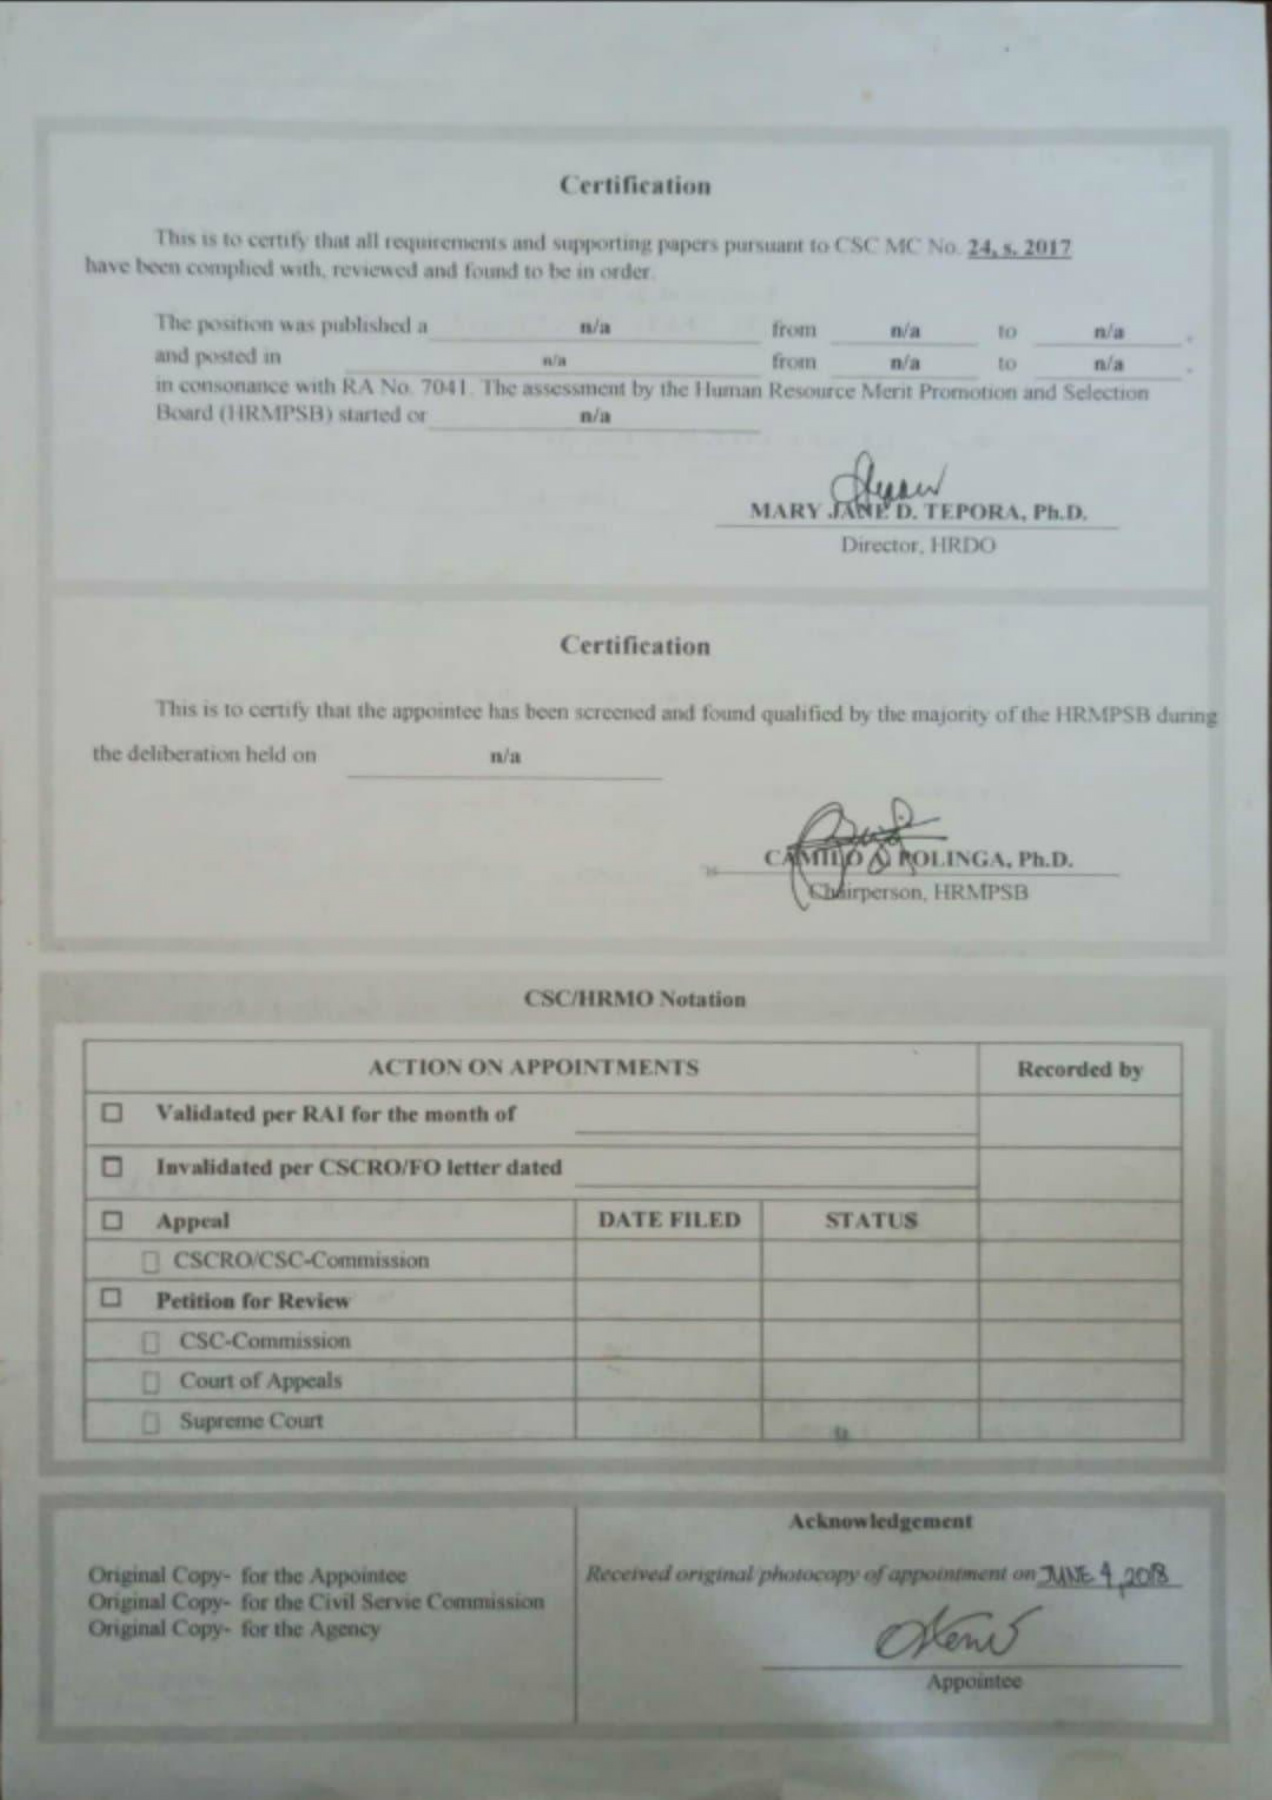 Certification
This is to certify that all requirements and supporting papers pursuant to CSC MC No. 24, s. 2017
have been complied with, reviewed and found to be in order.
The position was published a n/a from n/a to n/a .
and posted in n/a from n/a to n/a .
in consonance with RA No. 7041. The assessment by the Human Resource Merit Promotion and Selection
Board (HRMPSB) started or n/a
MARY JANE D. TEPORA, Ph.D.
Director, HRDO
Certification
This is to certify that the appointee has been screened and found qualified by the majority of the HRMPSB during
the deliberation held on n/a
CAMILO A. POLINGA, Ph.D.
Chairperson, HRMPSB
CSC/HRMO Notation
ACTION ON APPOINTMENTS Recorded by
Validated per RAI for the month of
Invalidated per CSCRO/FO letter dated
Appeal DATE FILED STATUS
CSCRO/CSC-Commission
Petition for Review
CSC-Commission
Court of Appeals
Supreme Court
Original Copy- for the Appointee
Original Copy- for the Civil Servie Commission
Original Copy- for the Agency
Acknowledgement
Received original/photocopy of appointment on JUNE 4, 2018
Appointee